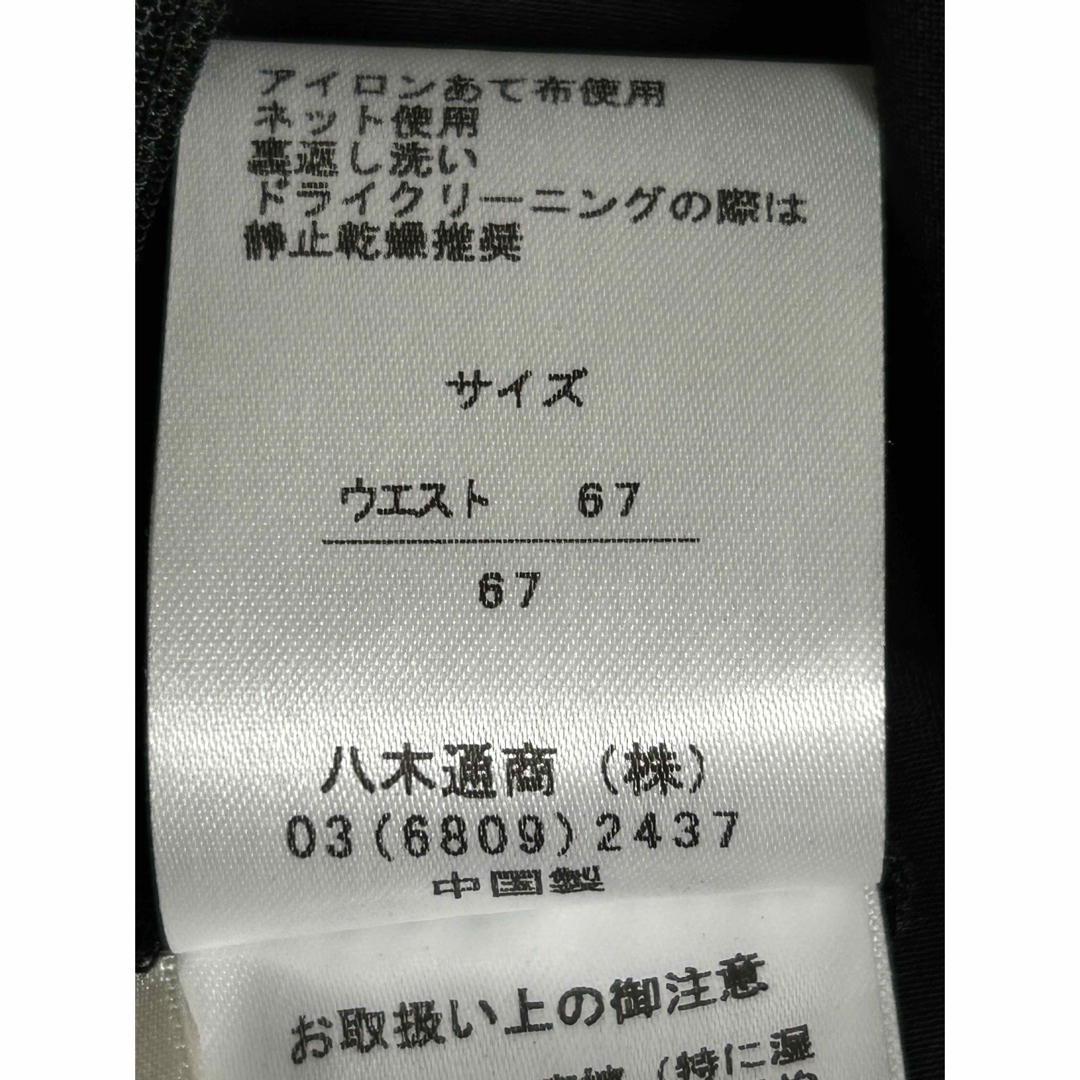 アイロンあて布使用
ネット使用
裏返し洗い
ドライクリーニングの際は
静止乾燥推奨
サイズ
ウエスト 67
67
八木通商（株）
03(6809)2437
中国製
お取扱い上の御注意
（特に湿